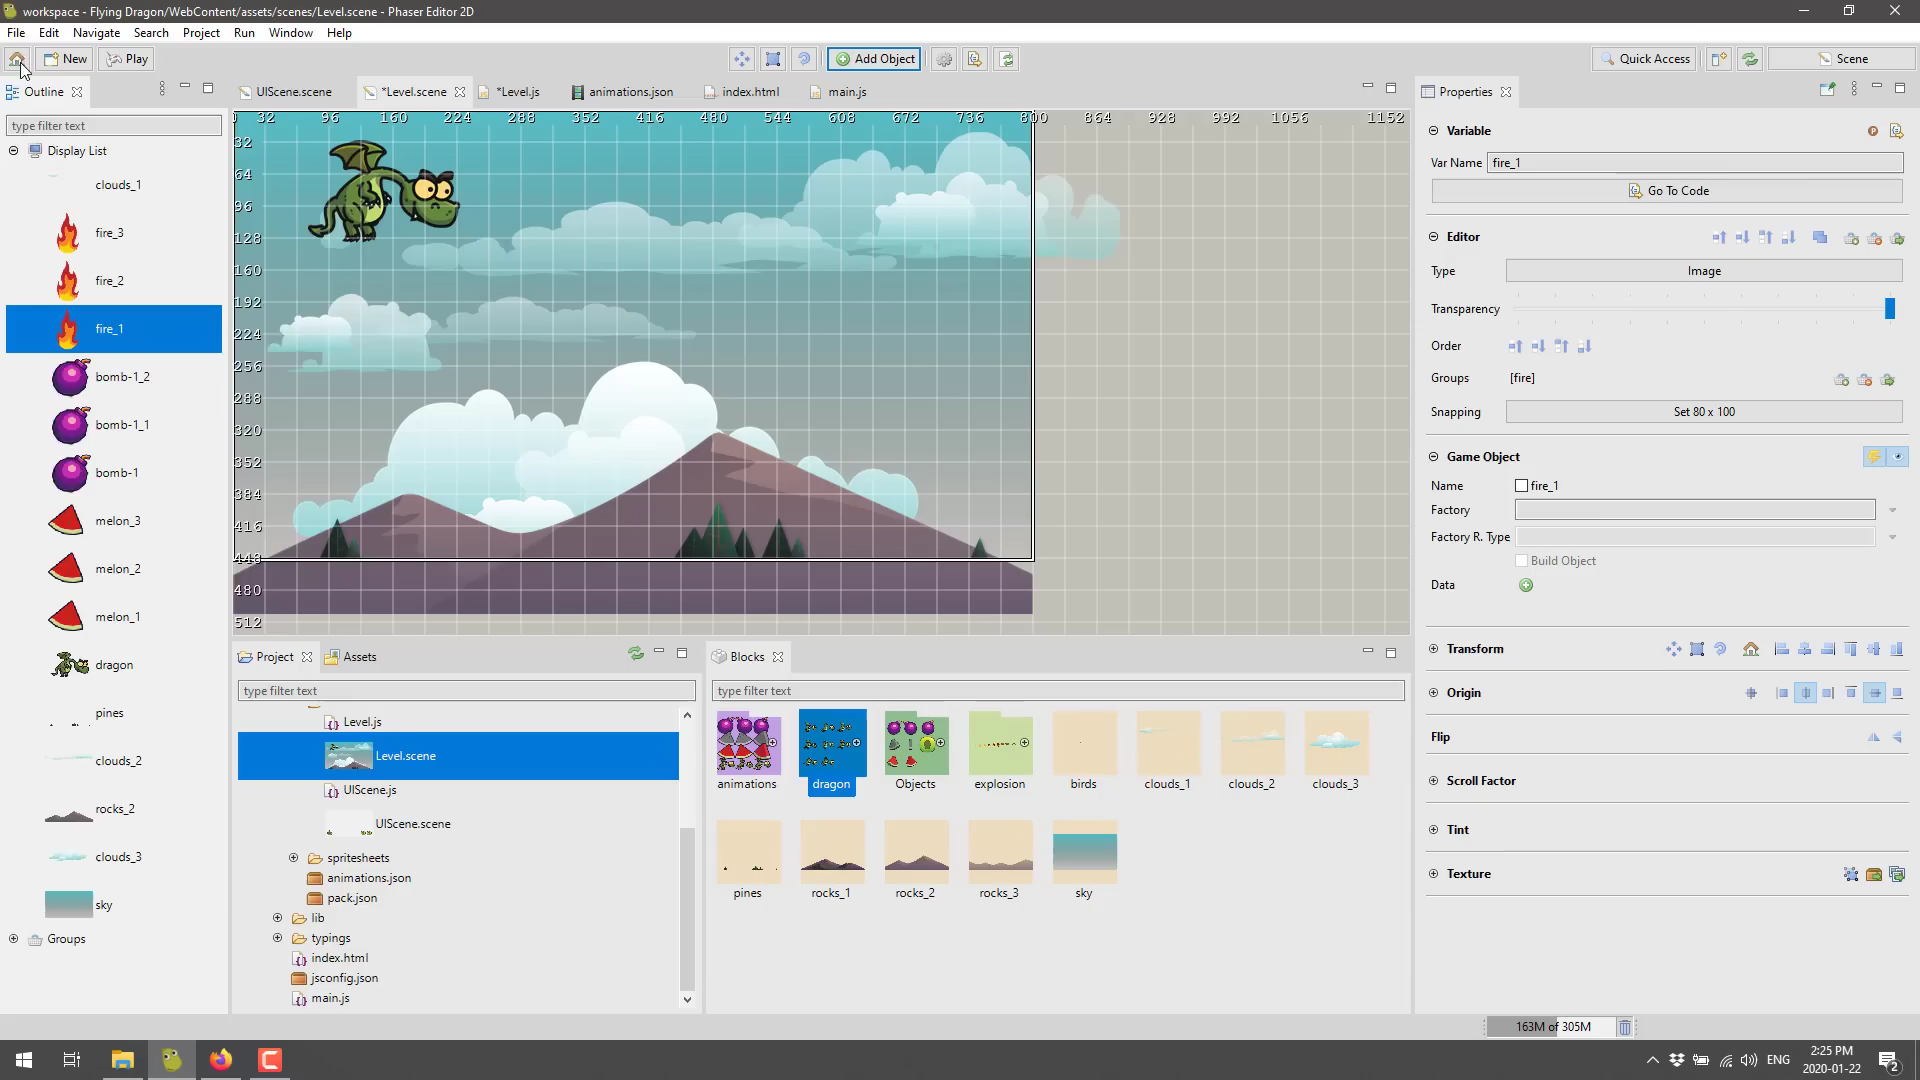 workspace - Flying Dragon/WebContent/assets/scenes/Level.scene - Phaser Editor 2D
File Edit Navigate Search Project Run Window Help
New Play Add Object Quick Access Scene
Outline
type filter text
Display List
clouds_1
fire_3
fire_2
fire_1
bomb-1_2
bomb-1_1
bomb-1
melon_3
melon_2
melon_1
dragon
pines
clouds_2
rocks_2
clouds_3
sky
Groups
UIScene.scene *Level.scene *Level.js animations.json index.html main.js
32 96 160 224 288 352 416 480 544 608 672 736 800 864 928 992 1056 1152
32
64
96
128
160
192
224
256
288
320
352
384
416
448
480
512
Project Assets
type filter text
Level.js
Level.scene
UIScene.js
UIScene.scene
spritesheets
animations.json
pack.json
lib
typings
index.html
jsconfig.json
main.js
Blocks
type filter text
animations dragon Objects explosion birds clouds_1 clouds_2 clouds_3
pines rocks_1 rocks_2 rocks_3 sky
Properties
Variable
Var Name fire_1
Go To Code
Editor
Type Image
Transparency
Order
Groups [fire]
Snapping Set 80 x 100
Game Object
Name fire_1
Factory
Factory R. Type
Build Object
Data
Transform
Origin
Flip
Scroll Factor
Tint
Texture
163M of 305M
ENG
2:25 PM
2020-01-22
2